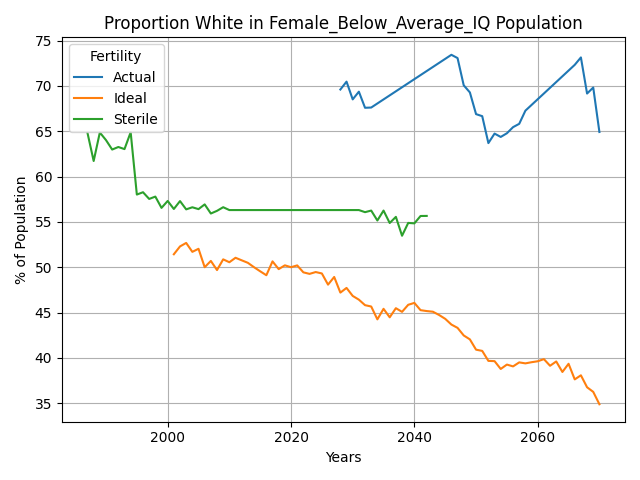 Proportion White in Female_Below_Average_IQ Population
Fertility
Actual
Ideal
Sterile
% of Population
75
70
65
60
55
50
45
40
35
2000
2020
2040
2060
Years